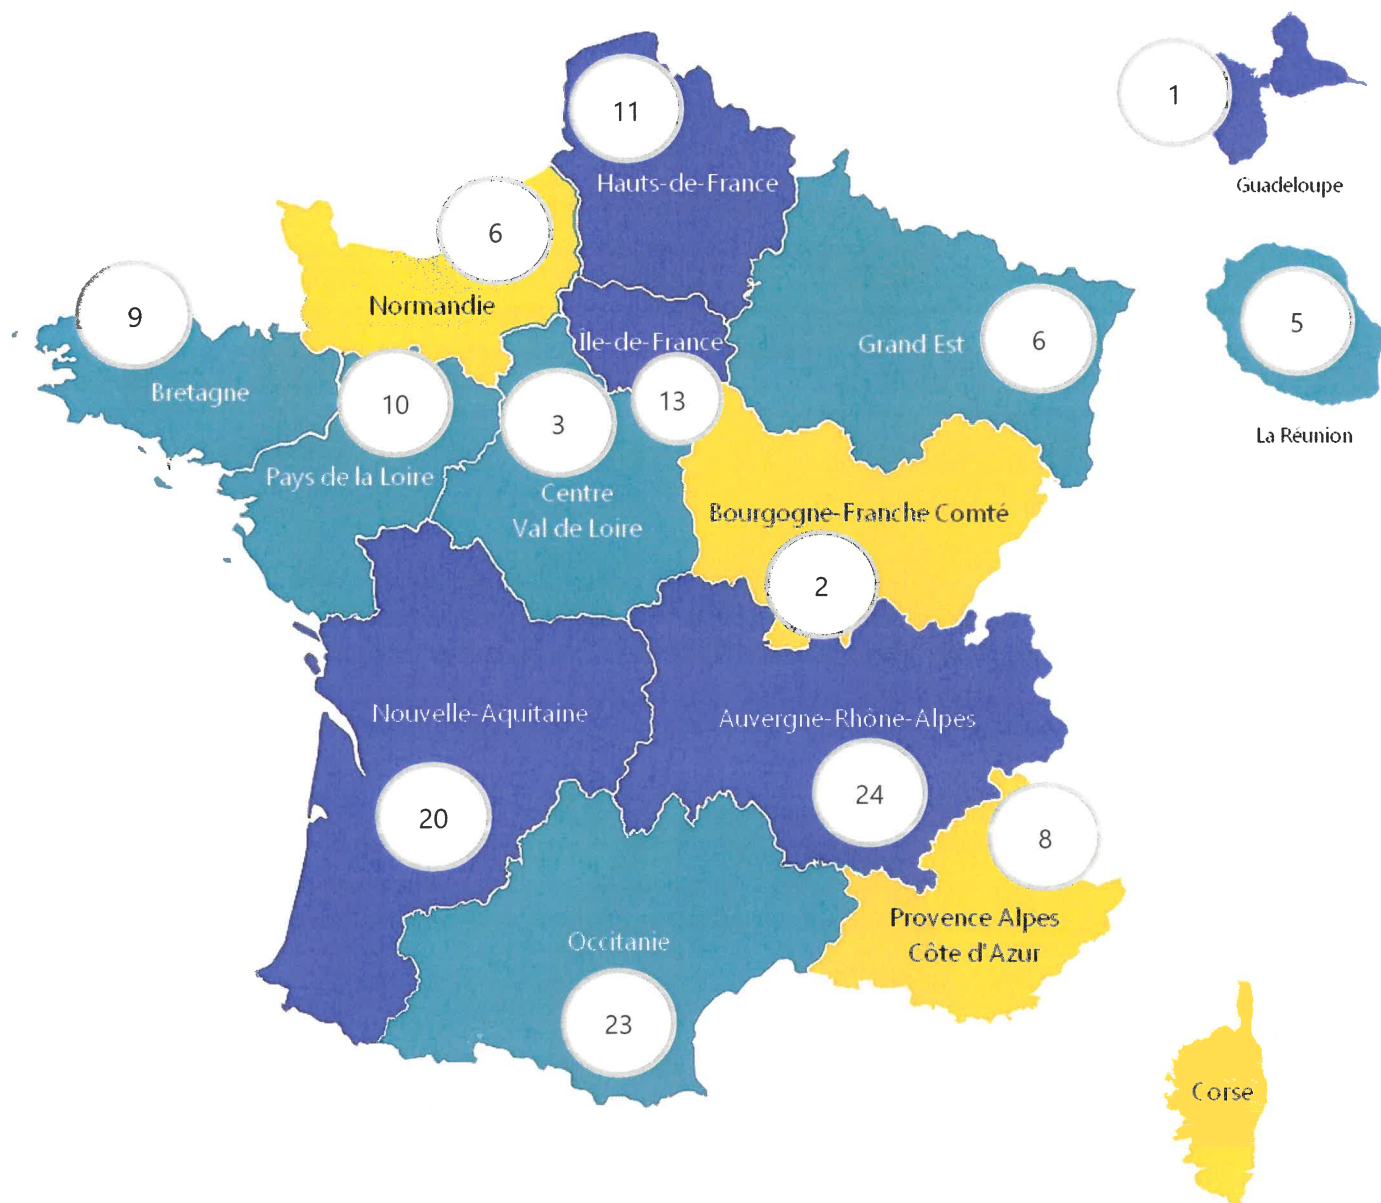 11
Hauts-de-France
1
Guadeloupe
6
Normandie
9
Bretagne
Île-de-France
13
Grand Est
6
5
La Réunion
10
Pays de la Loire
3
Centre
Val de Loire
Bourgogne-Franche Comté
2
Nouvelle-Aquitaine
20
Auvergne-Rhône-Alpes
24
8
Provence Alpes
Côte d'Azur
Occitanie
23
Corse